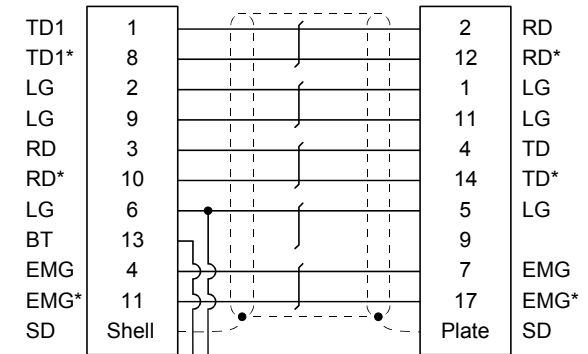 TD1 1 2 RD
TD1* 8 12 RD*
LG 2 1 LG
LG 9 11 LG
RD 3 4 TD
RD* 10 14 TD*
LG 6 5 LG
BT 13 9
EMG 4 7 EMG
EMG* 11 17 EMG*
SD Shell Plate SD